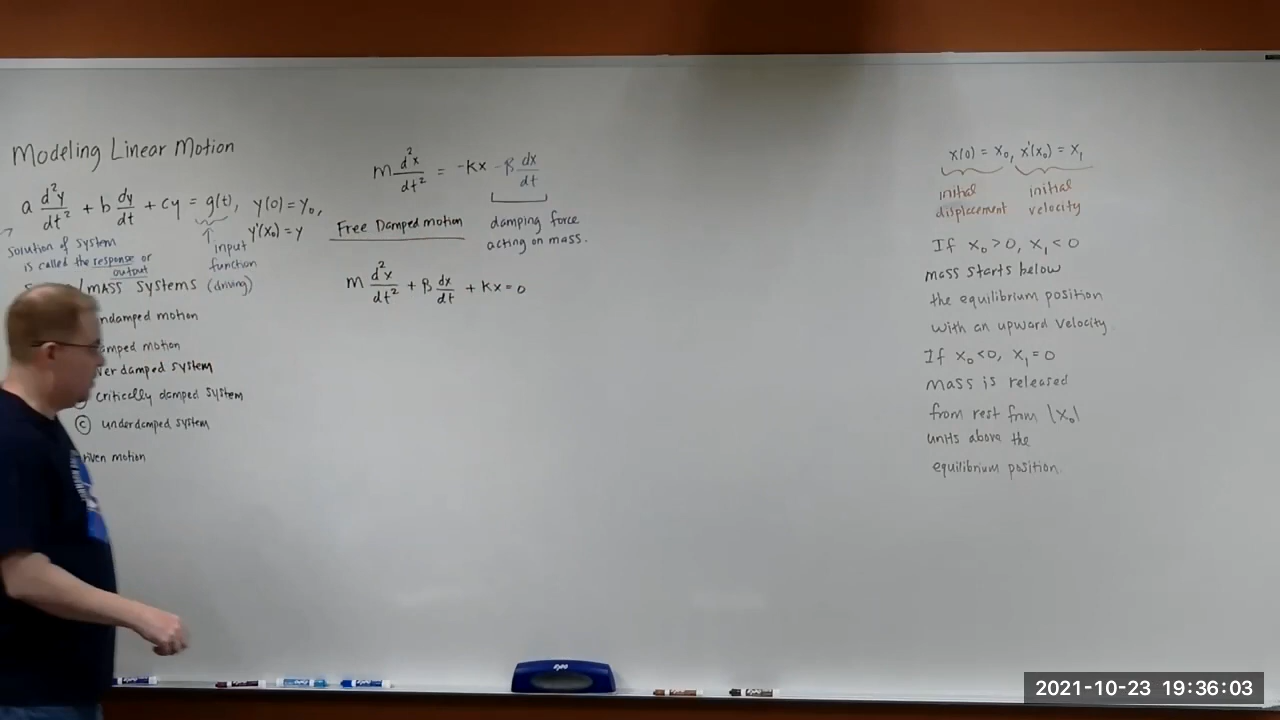 Modeling Linear Motion
a d²y/dt² + b dy/dt + cy = g(t), y(0) = y₀,
y'(x₀) = y
solution of system
is called the response or
output
input
function
(driving)
/mass systems
ndamped motion
mped motion
ver damped system
critically damped system
ⓒ underdamped system
riven motion
m d²x/dt² = -kx - β dx/dt
Free Damped motion
damping force
acting on mass.
m d²x/dt² + β dx/dt + kx = 0
x(0) = x₀, x'(x₀) = x₁
initial displacement
initial velocity
If x₀ > 0, x₁ < 0
mass starts below
the equilibrium position
with an upward velocity
If x₀ < 0, x₁ = 0
mass is released
from rest from |x₀|
units above the
equilibrium position.
expo
2021-10-23 19:36:03